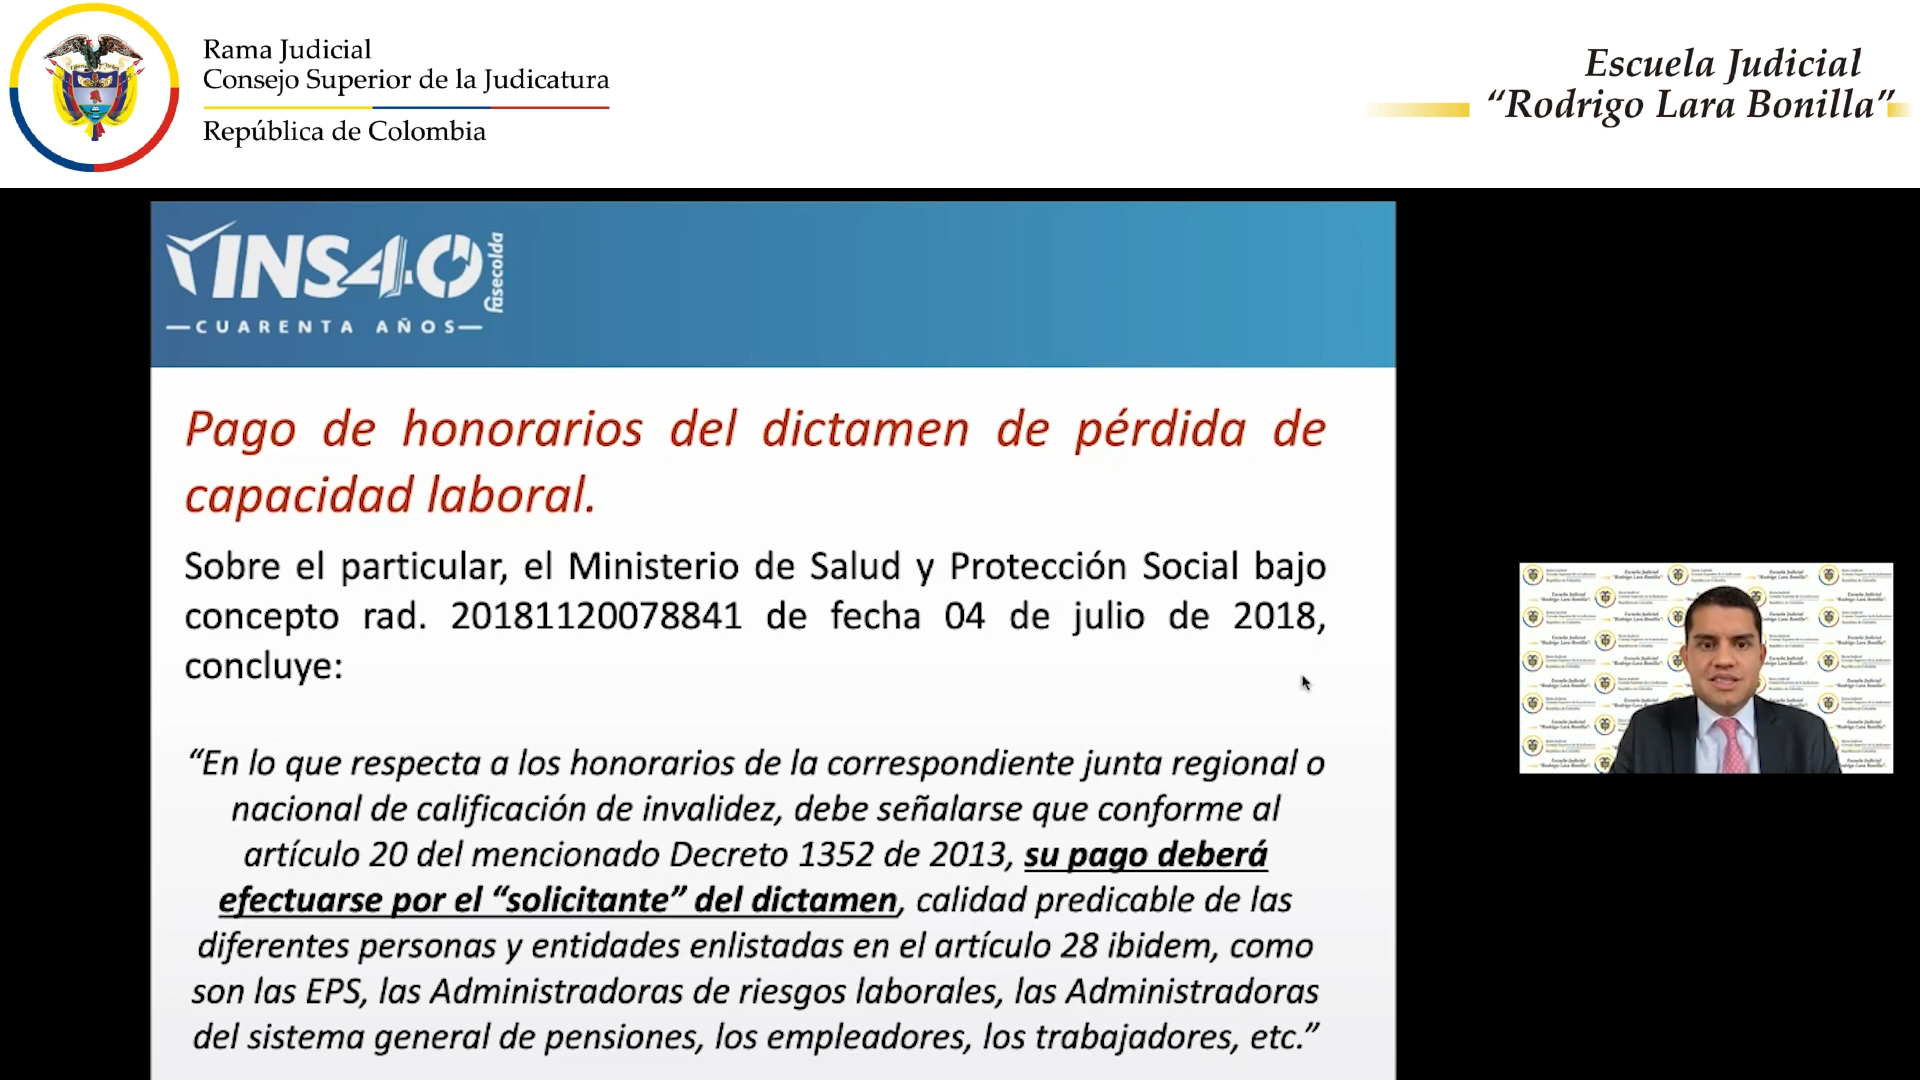 Rama Judicial
Consejo Superior de la Judicatura
República de Colombia
Escuela Judicial
“Rodrigo Lara Bonilla”
INS
fasecolda
CUARENTA AÑOS
Pago de honorarios del dictamen de pérdida de
capacidad laboral.
Sobre el particular, el Ministerio de Salud y Protección Social bajo
concepto rad. 20181120078841 de fecha 04 de julio de 2018,
concluye:
“En lo que respecta a los honorarios de la correspondiente junta regional o
nacional de calificación de invalidez, debe señalarse que conforme al
artículo 20 del mencionado Decreto 1352 de 2013, su pago deberá
efectuarse por el “solicitante” del dictamen, calidad predicable de las
diferentes personas y entidades enlistadas en el artículo 28 ibidem, como
son las EPS, las Administradoras de riesgos laborales, las Administradoras
del sistema general de pensiones, los empleadores, los trabajadores, etc.”